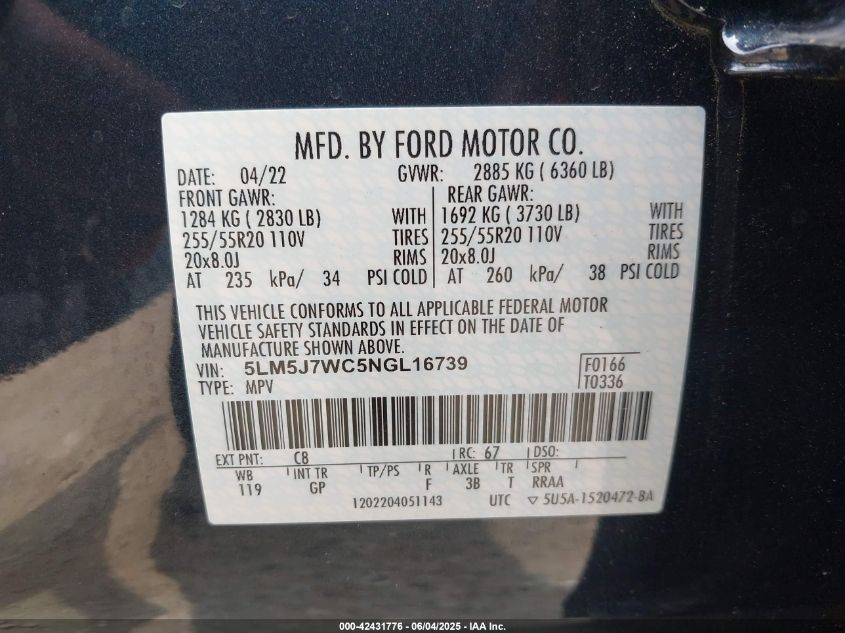 MFD. BY FORD MOTOR CO.
DATE: 04/22 GVWR: 2885 KG ( 6360 LB)
FRONT GAWR: REAR GAWR:
1284 KG ( 2830 LB) WITH 1692 KG ( 3730 LB) WITH
255/55R20 110V TIRES 255/55R20 110V TIRES
20x8.0J RIMS 20x8.0J RIMS
AT 235 kPa/ 34 PSI COLD AT 260 kPa/ 38 PSI COLD
THIS VEHICLE CONFORMS TO ALL APPLICABLE FEDERAL MOTOR
VEHICLE SAFETY STANDARDS IN EFFECT ON THE DATE OF
MANUFACTURE SHOWN ABOVE.
VIN: 5LM5J7WC5NGL16739 F0166
TYPE: MPV T0336
EXT PNT: C8 RC: 67 DSO:
WB INT TR TP/PS R AXLE TR SPR
119 GP F 3B T RRAA
1202204051143 UTC ▽ 5U5A-1520472-BA
000-42431776 - 06/04/2025 - IAA Inc.